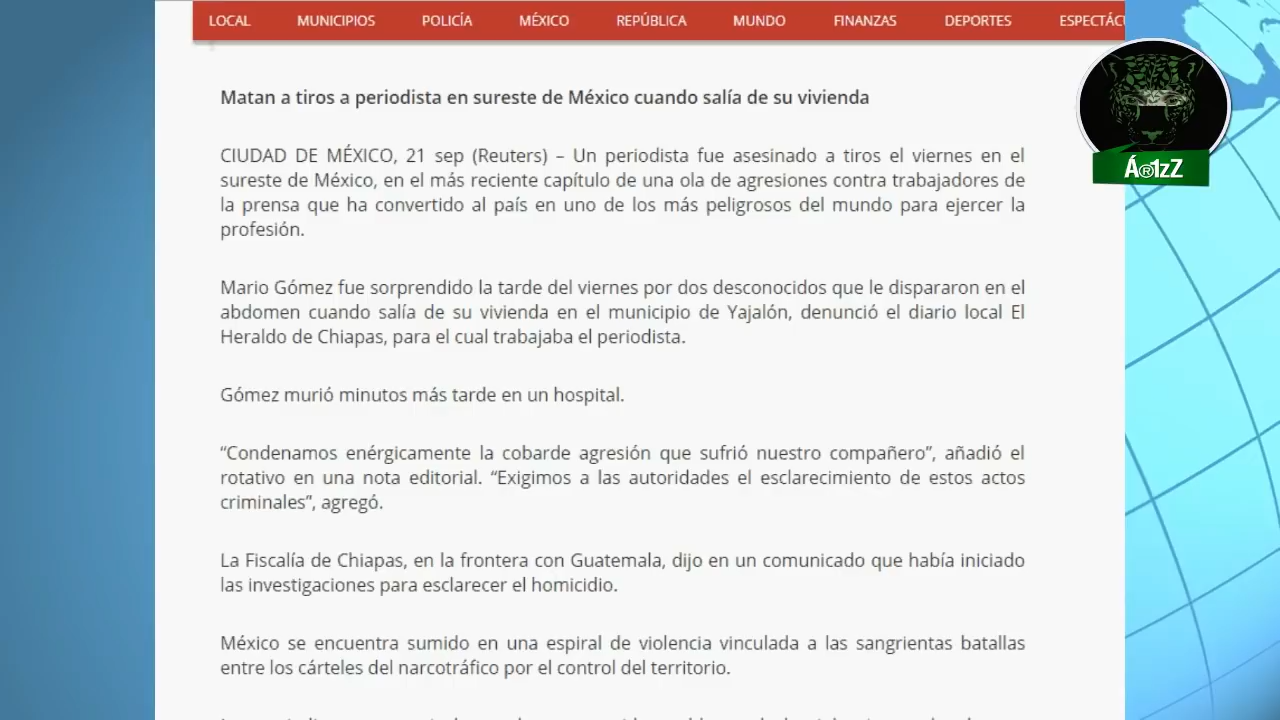 LOCAL MUNICIPIOS POLICÍA MÉXICO REPÚBLICA MUNDO FINANZAS DEPORTES
Á®1zZ
Matan a tiros a periodista en sureste de México cuando salía de su vivienda
CIUDAD DE MÉXICO, 21 sep (Reuters) – Un periodista fue asesinado a tiros el viernes en el
sureste de México, en el más reciente capítulo de una ola de agresiones contra trabajadores de
la prensa que ha convertido al país en uno de los más peligrosos del mundo para ejercer la
profesión.
Mario Gómez fue sorprendido la tarde del viernes por dos desconocidos que le dispararon en el
abdomen cuando salía de su vivienda en el municipio de Yajalón, denunció el diario local El
Heraldo de Chiapas, para el cual trabajaba el periodista.
Gómez murió minutos más tarde en un hospital.
“Condenamos enérgicamente la cobarde agresión que sufrió nuestro compañero”, añadió el
rotativo en una nota editorial. “Exigimos a las autoridades el esclarecimiento de estos actos
criminales”, agregó.
La Fiscalía de Chiapas, en la frontera con Guatemala, dijo en un comunicado que había iniciado
las investigaciones para esclarecer el homicidio.
México se encuentra sumido en una espiral de violencia vinculada a las sangrientas batallas
entre los cárteles del narcotráfico por el control del territorio.